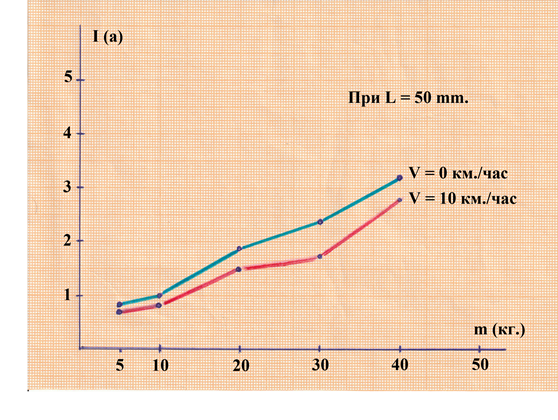 I (а)
5
При L = 50 mm.
4
V = 0 км./час
3
V = 10 км./час
2
1
m (кг.)
5 10 20 30 40 50